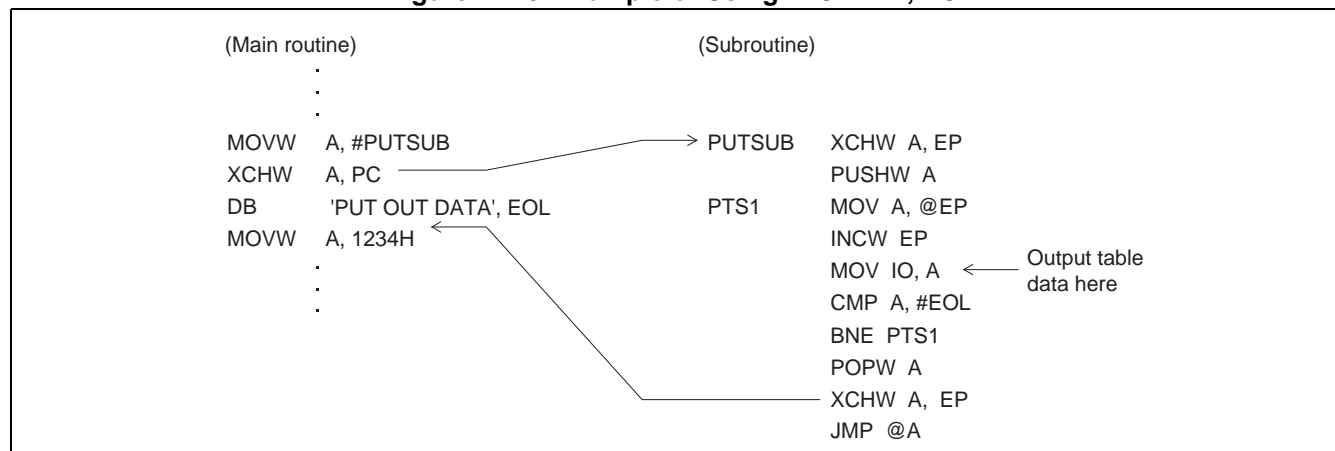 (Main routine)
.
.
.
MOVW A, #PUTSUB
XCHW A, PC
DB 'PUT OUT DATA', EOL
MOVW A, 1234H
.
.
.
(Subroutine)
PUTSUB XCHW A, EP
PUSHW A
PTS1 MOV A, @EP
INCW EP
MOV IO, A
CMP A, #EOL
BNE PTS1
POPW A
XCHW A, EP
JMP @A
Output table
data here